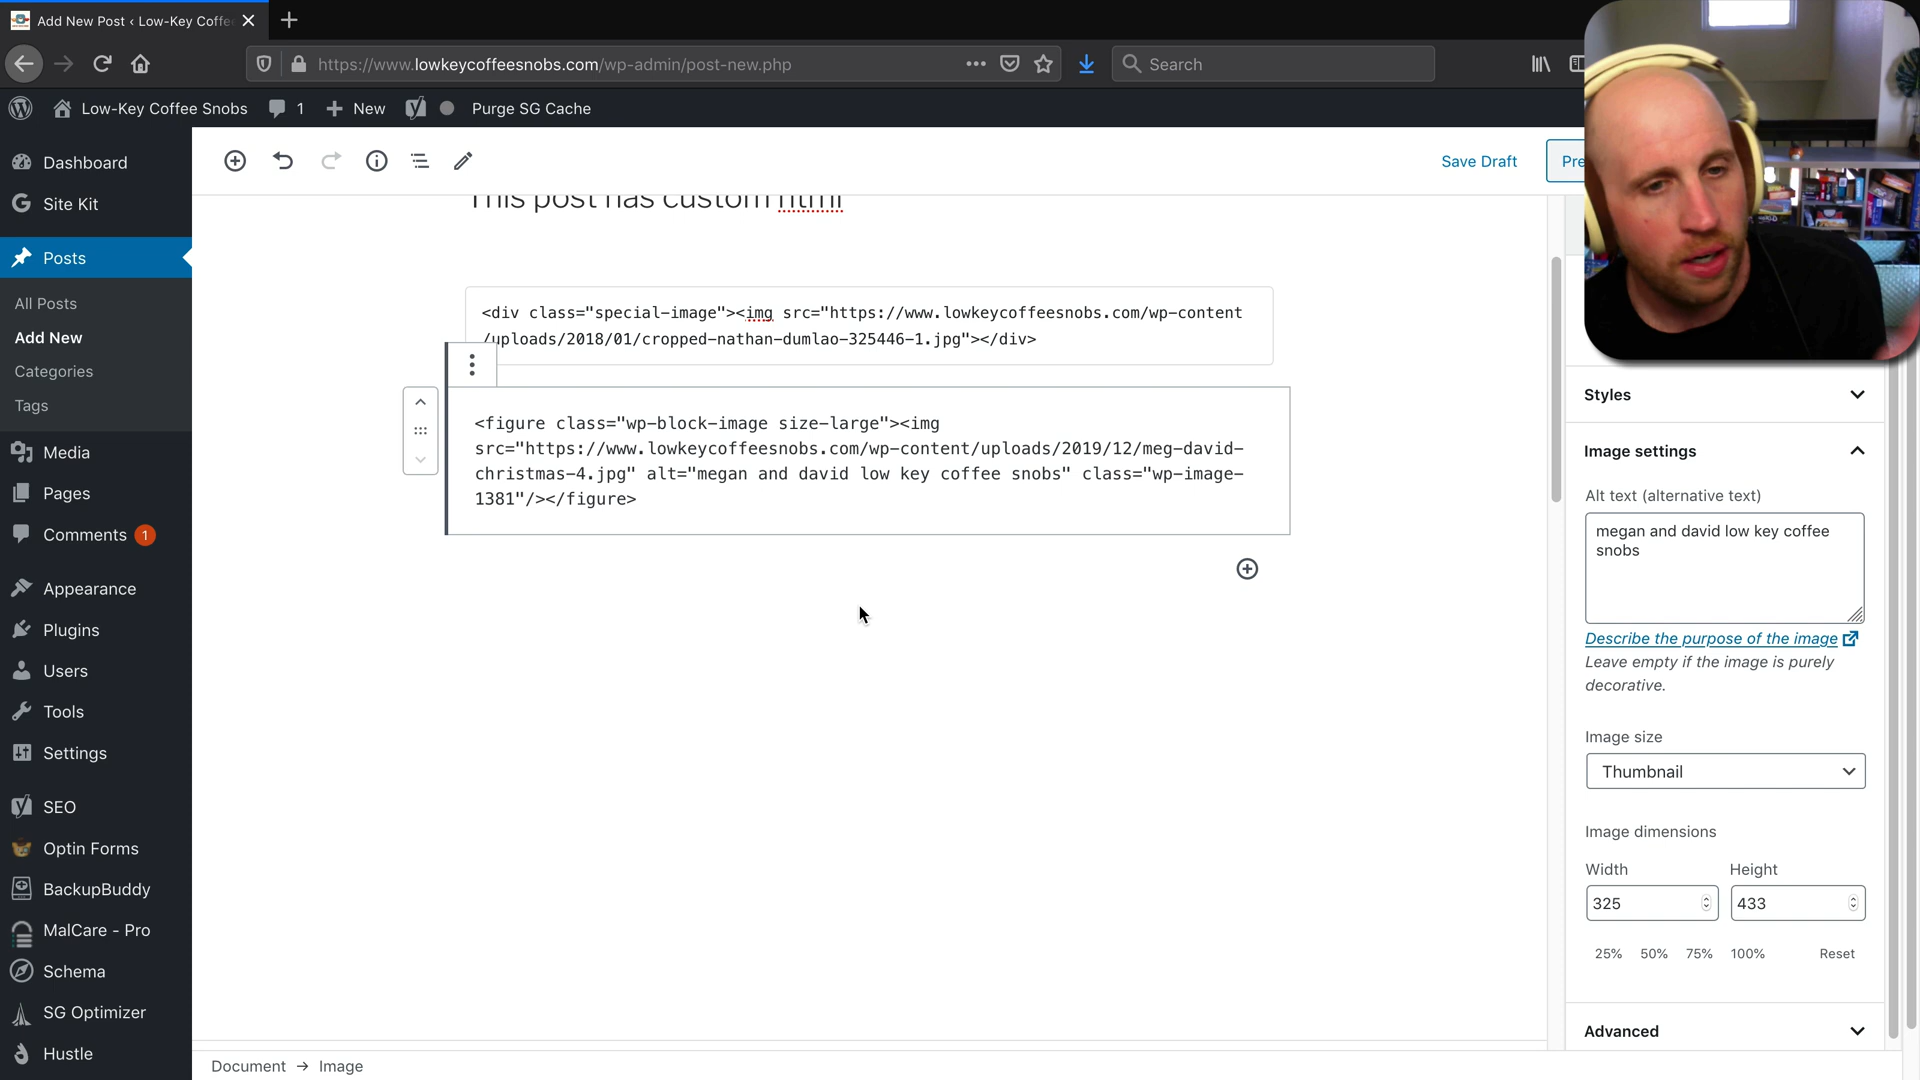 Add New Post ‹ Low-Key Coffe
https://www.lowkeycoffeesnobs.com/wp-admin/post-new.php
Search
Low-Key Coffee Snobs
1
New
Purge SG Cache
Dashboard
Site Kit
Posts
All Posts
Add New
Categories
Tags
Media
Pages
Comments 1
Appearance
Plugins
Users
Tools
Settings
SEO
Optin Forms
BackupBuddy
MalCare - Pro
Schema
SG Optimizer
Hustle
Save Draft
Pre
This post has custom html
<div class="special-image"><img src="https://www.lowkeycoffeesnobs.com/wp-content
/uploads/2018/01/cropped-nathan-dumlao-325446-1.jpg"></div>
<figure class="wp-block-image size-large"><img
src="https://www.lowkeycoffeesnobs.com/wp-content/uploads/2019/12/meg-david-
christmas-4.jpg" alt="megan and david low key coffee snobs" class="wp-image-
1381"/></figure>
Styles
Image settings
Alt text (alternative text)
megan and david low key coffee
snobs
Describe the purpose of the image
Leave empty if the image is purely
decorative.
Image size
Thumbnail
Image dimensions
Width
Height
325
433
25%
50%
75%
100%
Reset
Advanced
Document → Image